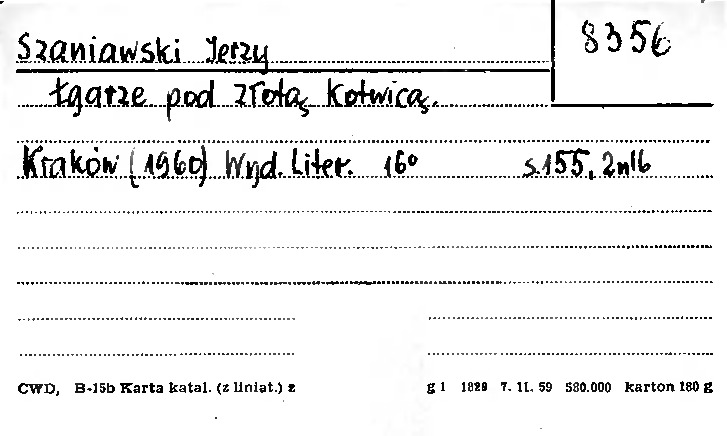 Szaniawski Jerzy
8356
Łgarze pod Złotą Kotwicą.
Kraków [1960] Wyd. Liter. 16° s.155, 2nlb
CWD, B-15b Karta katal. (z liniat.) z g 1 1829 7. 11. 59 580.000 karton 180 g